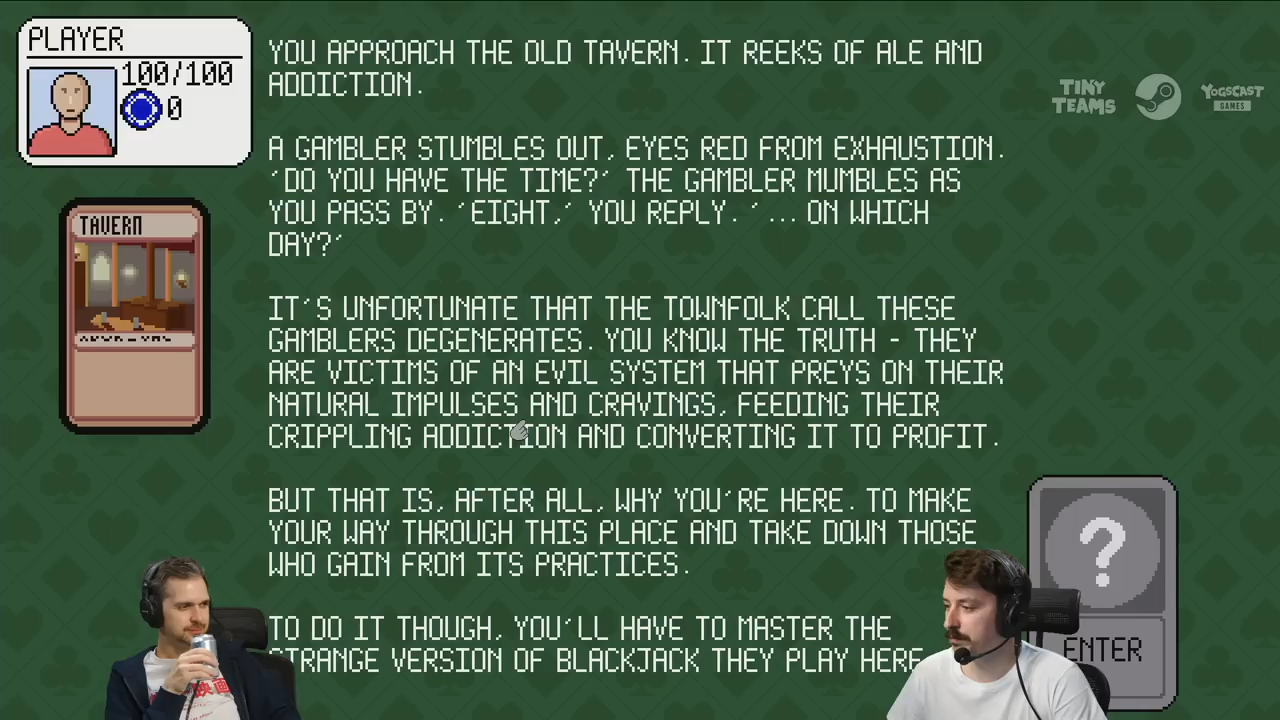 PLAYER
100/100
0
TAVERN
YOU APPROACH THE OLD TAVERN. IT REEKS OF ALE AND
ADDICTION.
A GAMBLER STUMBLES OUT, EYES RED FROM EXHAUSTION.
'DO YOU HAVE THE TIME?' THE GAMBLER MUMBLES AS
YOU PASS BY. 'EIGHT,' YOU REPLY. '... ON WHICH
DAY?'
IT'S UNFORTUNATE THAT THE TOWNFOLK CALL THESE
GAMBLERS DEGENERATES. YOU KNOW THE TRUTH - THEY
ARE VICTIMS OF AN EVIL SYSTEM THAT PREYS ON THEIR
NATURAL IMPULSES AND CRAVINGS, FEEDING THEIR
CRIPPLING ADDICTION AND CONVERTING IT TO PROFIT.
BUT THAT IS, AFTER ALL, WHY YOU'RE HERE. TO MAKE
YOUR WAY THROUGH THIS PLACE AND TAKE DOWN THOSE
WHO GAIN FROM ITS PRACTICES.
TO DO IT THOUGH, YOU'LL HAVE TO MASTER THE
STRANGE VERSION OF BLACKJACK THEY PLAY HERE
TINY
TEAMS
YOGSCAST
GAMES
?
ENTER
映画